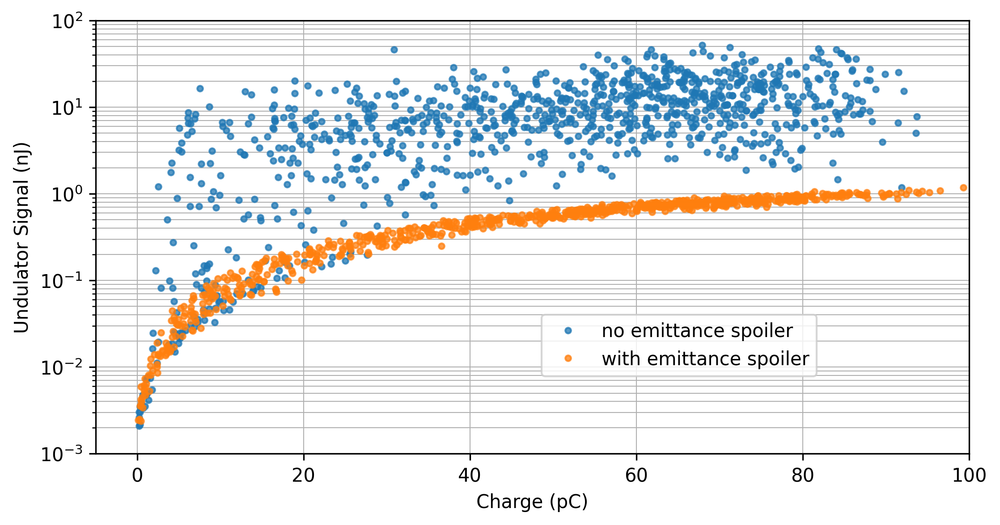 10²
10¹
10⁰
10⁻¹
10⁻²
10⁻³
Undulator Signal (nJ)
no emittance spoiler
with emittance spoiler
0 20 40 60 80 100
Charge (pC)